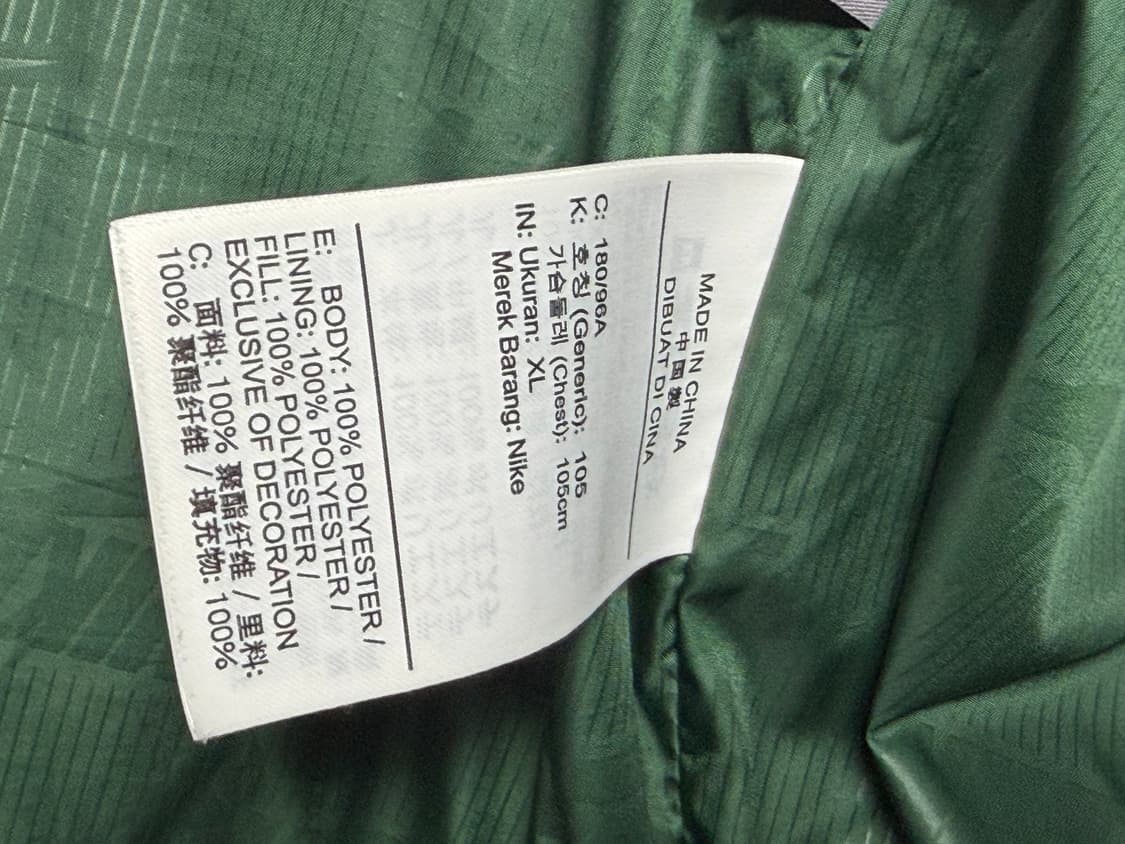 MADE IN CHINA
中国製
DIBUAT DI CINA
C: 180/96A
K: 호칭 (Generic): 105
가슴둘레 (Chest): 105cm
IN: Ukuran: XL
Merek Barang: Nike
E: BODY: 100% POLYESTER /
LINING: 100% POLYESTER /
FILL: 100% POLYESTER /
EXCLUSIVE OF DECORATION
C: 面料: 100% 聚酯纤维 / 里料:
100% 聚酯纤维 / 填充物: 100%